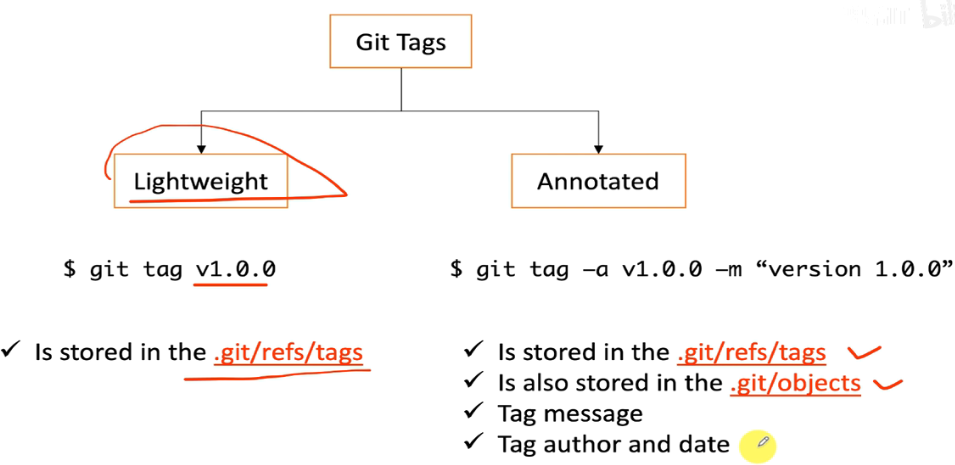 Git Tags
Lightweight
Annotated
$ git tag v1.0.0
$ git tag –a v1.0.0 –m “version 1.0.0”
✓ Is stored in the .git/refs/tags
✓ Is stored in the .git/refs/tags
✓ Is also stored in the .git/objects
✓ Tag message
✓ Tag author and date